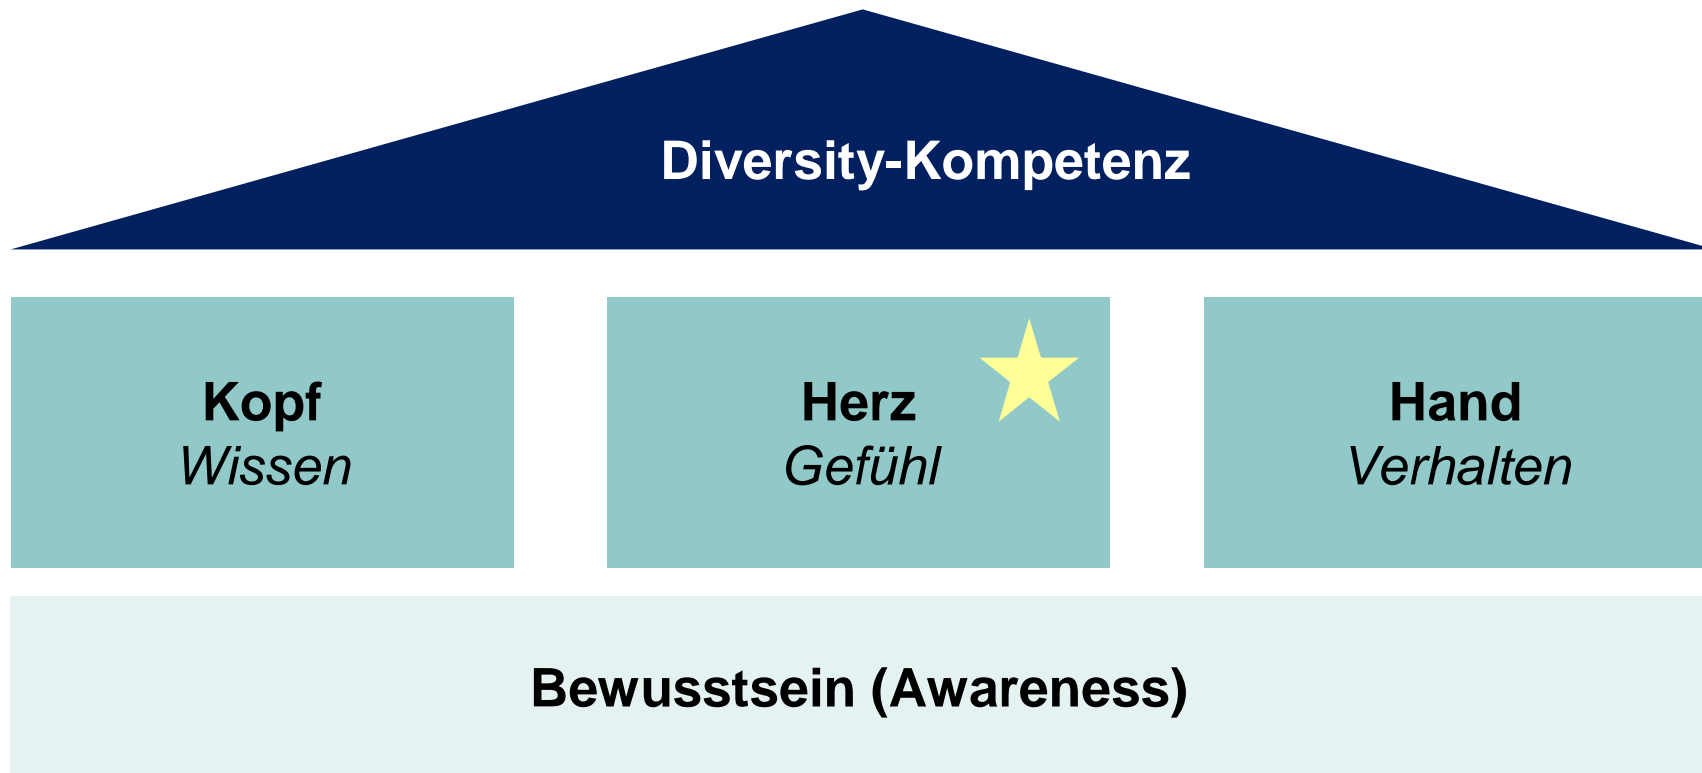 Diversity-Kompetenz
Kopf
Wissen
Herz
Gefühl
Hand
Verhalten
Bewusstsein (Awareness)